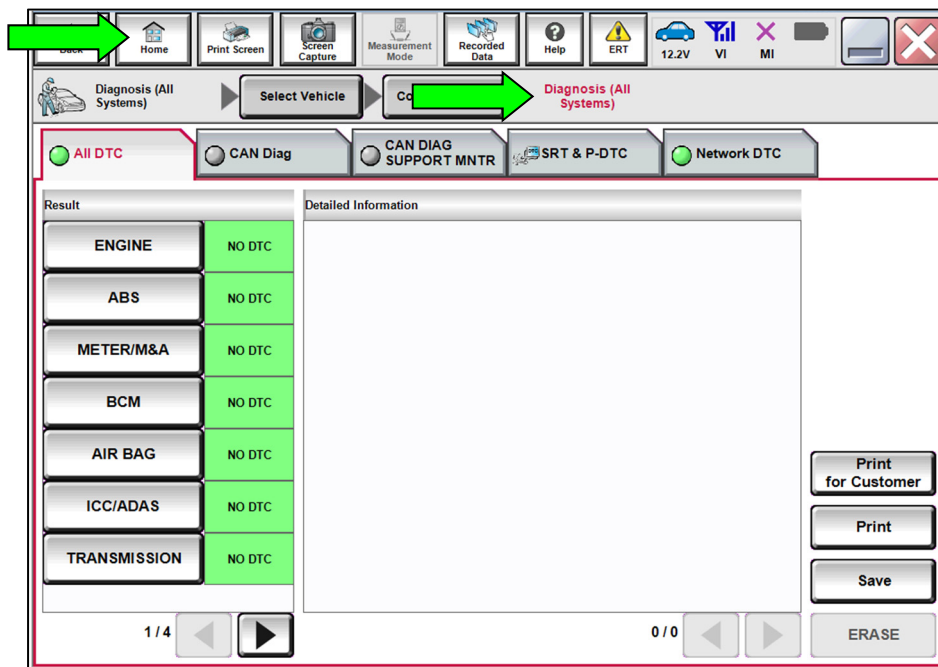 Back
Home
Print Screen
Screen
Capture
Measurement
Mode
Recorded
Data
Help
ERT
12.2V
VI
MI
Diagnosis (All
Systems)
Select Vehicle
Co
Diagnosis (All
Systems)
All DTC
CAN Diag
CAN DIAG
SUPPORT MNTR
SRT & P-DTC
Network DTC
Result
Detailed Information
ENGINE NO DTC
ABS NO DTC
METER/M&A NO DTC
BCM NO DTC
AIR BAG NO DTC
ICC/ADAS NO DTC
TRANSMISSION NO DTC
Print
for Customer
Print
Save
1 / 4
0 / 0
ERASE